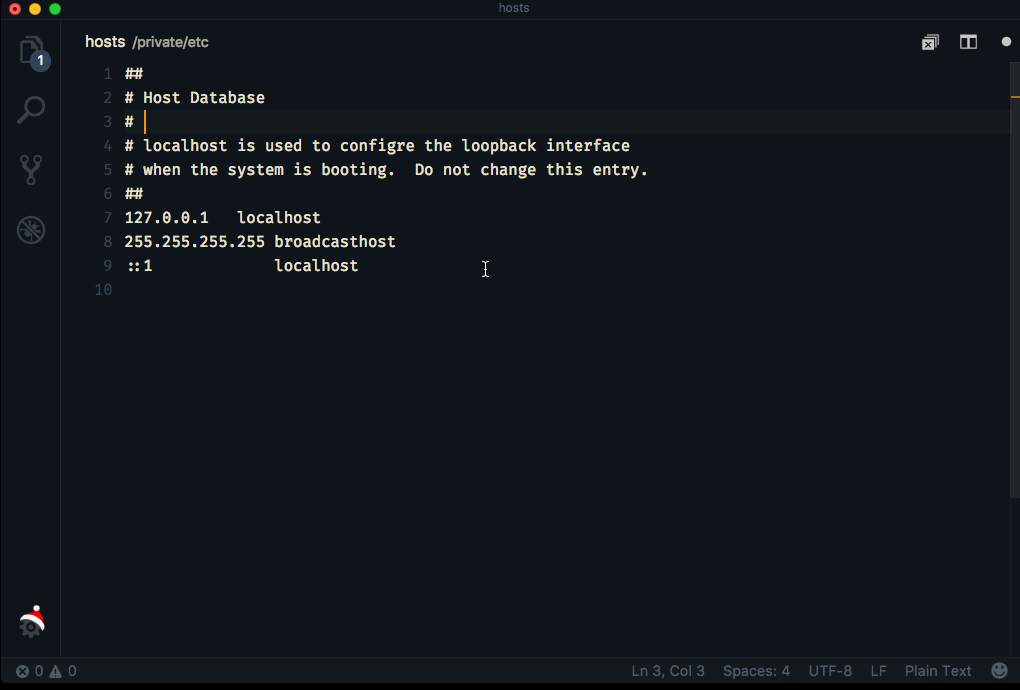 hosts
hosts /private/etc
1
1 ##
2 # Host Database
3 #
4 # localhost is used to configre the loopback interface
5 # when the system is booting.  Do not change this entry.
6 ##
7 127.0.0.1   localhost
8 255.255.255.255 broadcasthost
9 ::1             localhost
10
0 0 Ln 3, Col 3 Spaces: 4 UTF-8 LF Plain Text